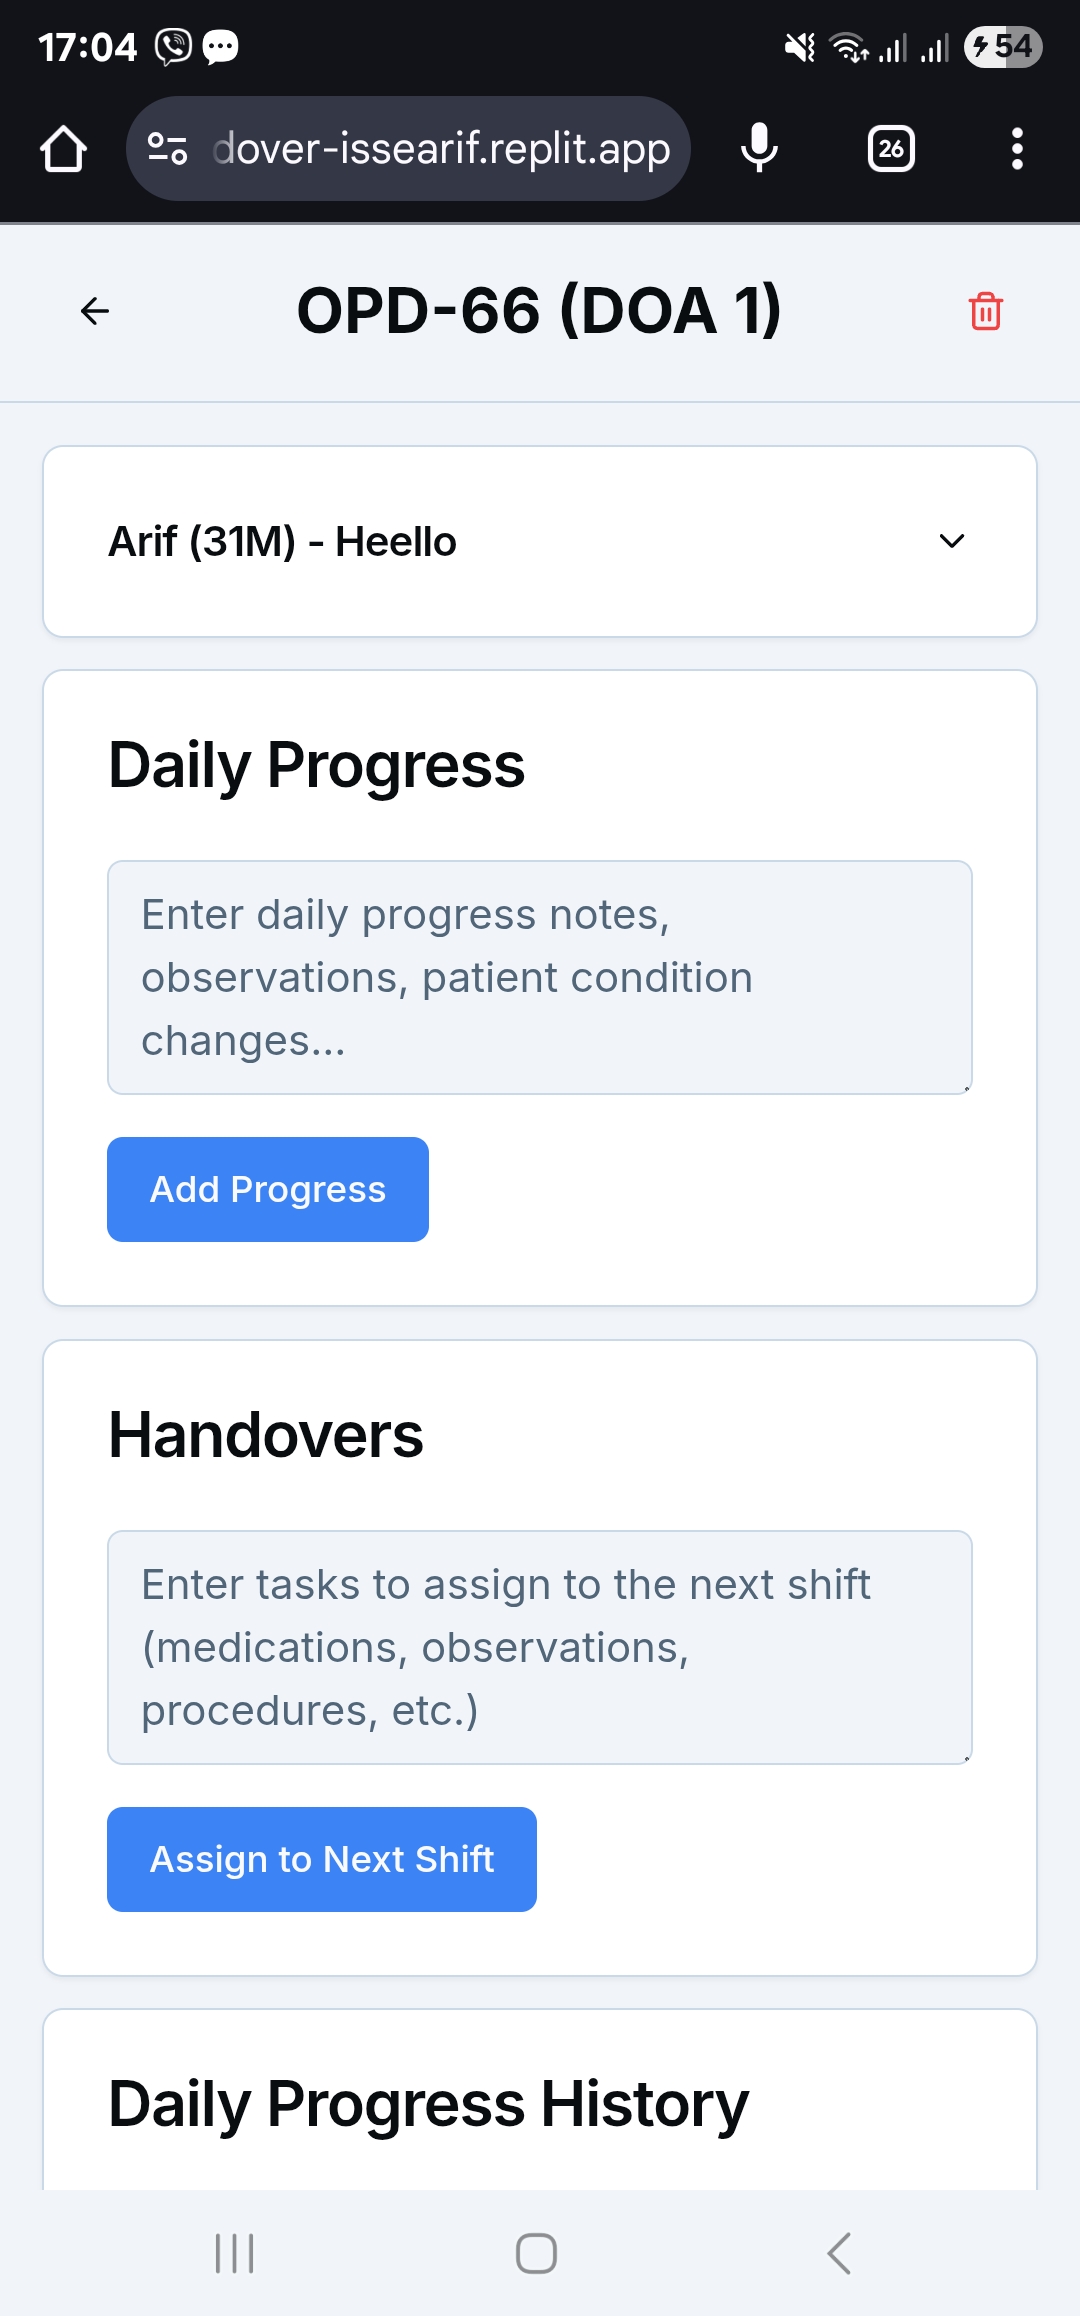 17:04
54
dover-issearif.replit.app
26
OPD-66 (DOA 1)
Arif (31M) - Heello
Daily Progress
Enter daily progress notes,
observations, patient condition
changes...
Add Progress
Handovers
Enter tasks to assign to the next shift
(medications, observations,
procedures, etc.)
Assign to Next Shift
Daily Progress History